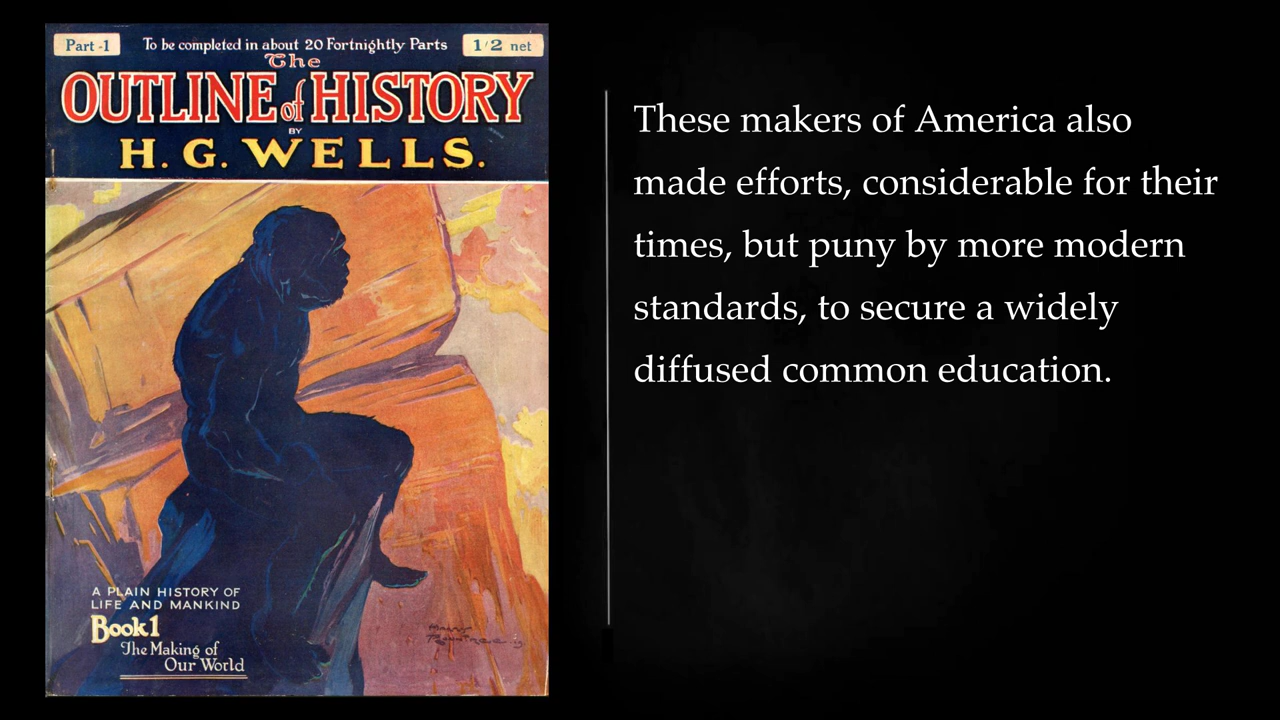 Part -1
To be completed in about 20 Fortnightly Parts
1/2 net
The
OUTLINE of HISTORY
BY
H. G. WELLS.
A PLAIN HISTORY OF
LIFE AND MANKIND
Book 1
The Making of
Our World
These makers of America also
made efforts, considerable for their
times, but puny by more modern
standards, to secure a widely
diffused common education.